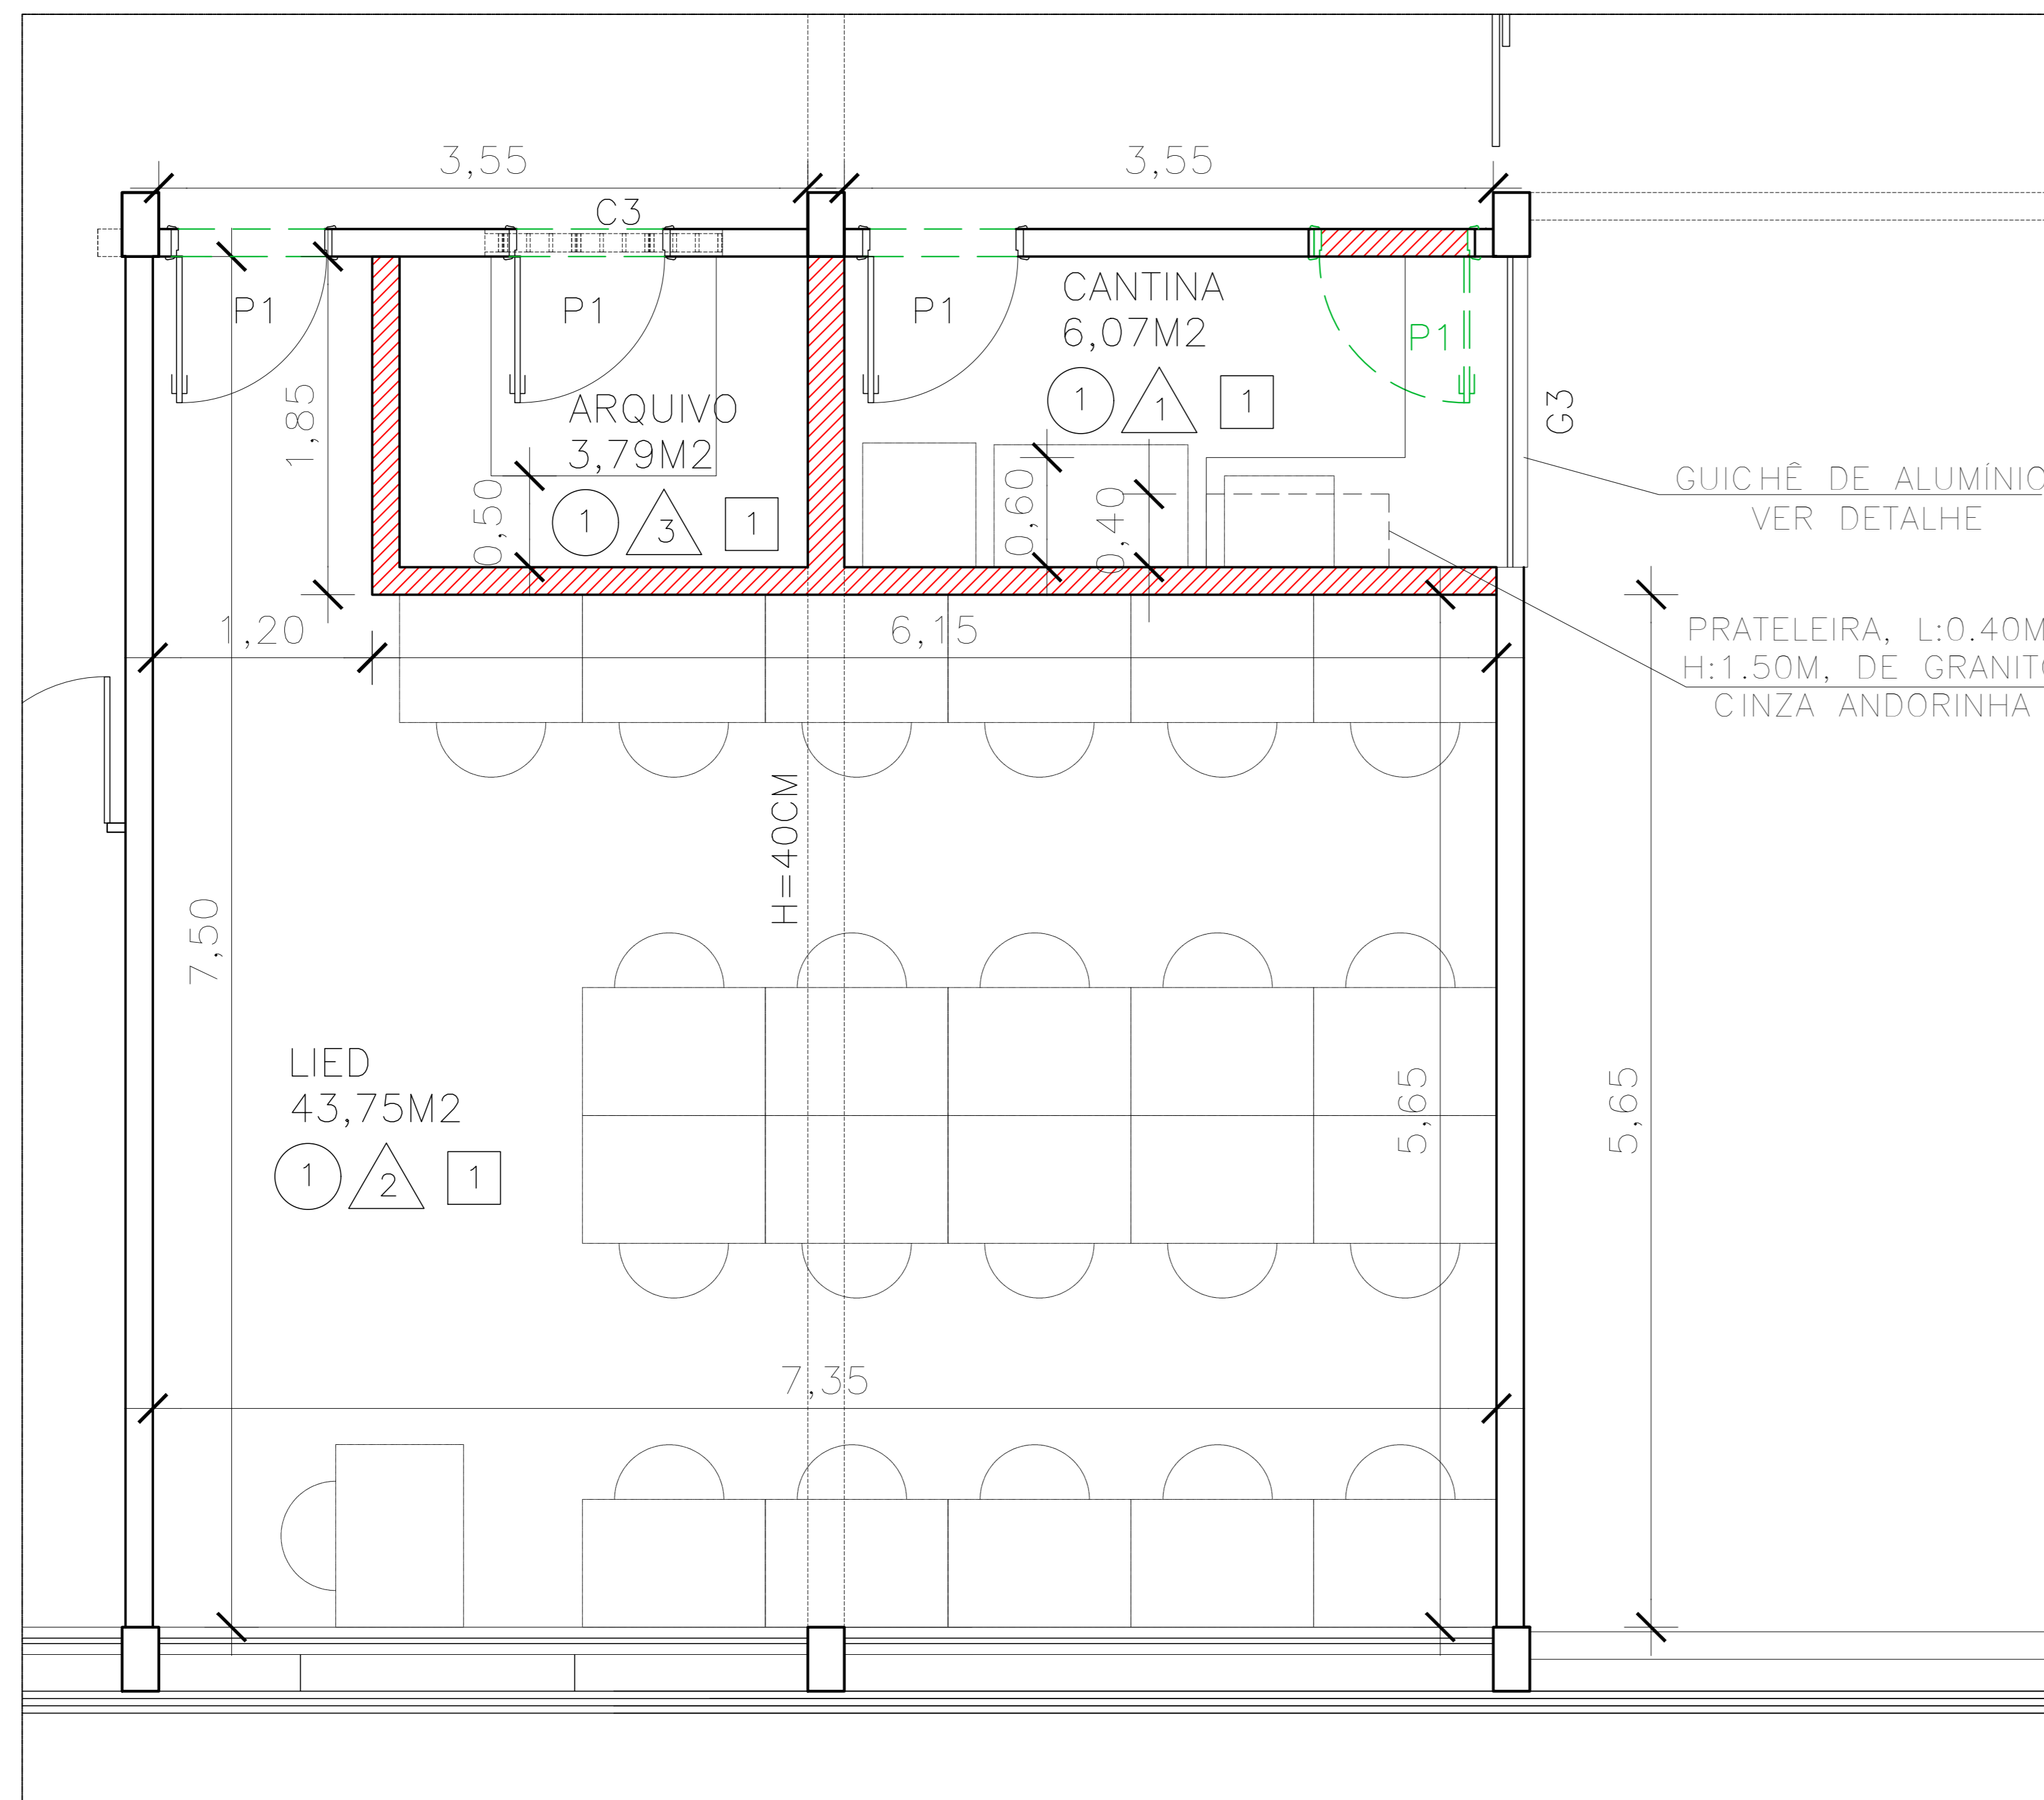 3,55
3,55
C3
P1
P1
P1
CANTINA
6,07M2
P1
1
1
1
1,85
ARQUIVO
3,79M2
G3
GUICHÊ DE ALUMÍNIO
VER DETALHE
0,50
1
3
1
0,60
0,40
1,20
6,15
PRATELEIRA, L:0.40M
H:1.50M, DE GRANITO
CINZA ANDORINHA
H=40CM
7,50
LIED
43,75M2
1
2
1
5,65
5,65
7,35